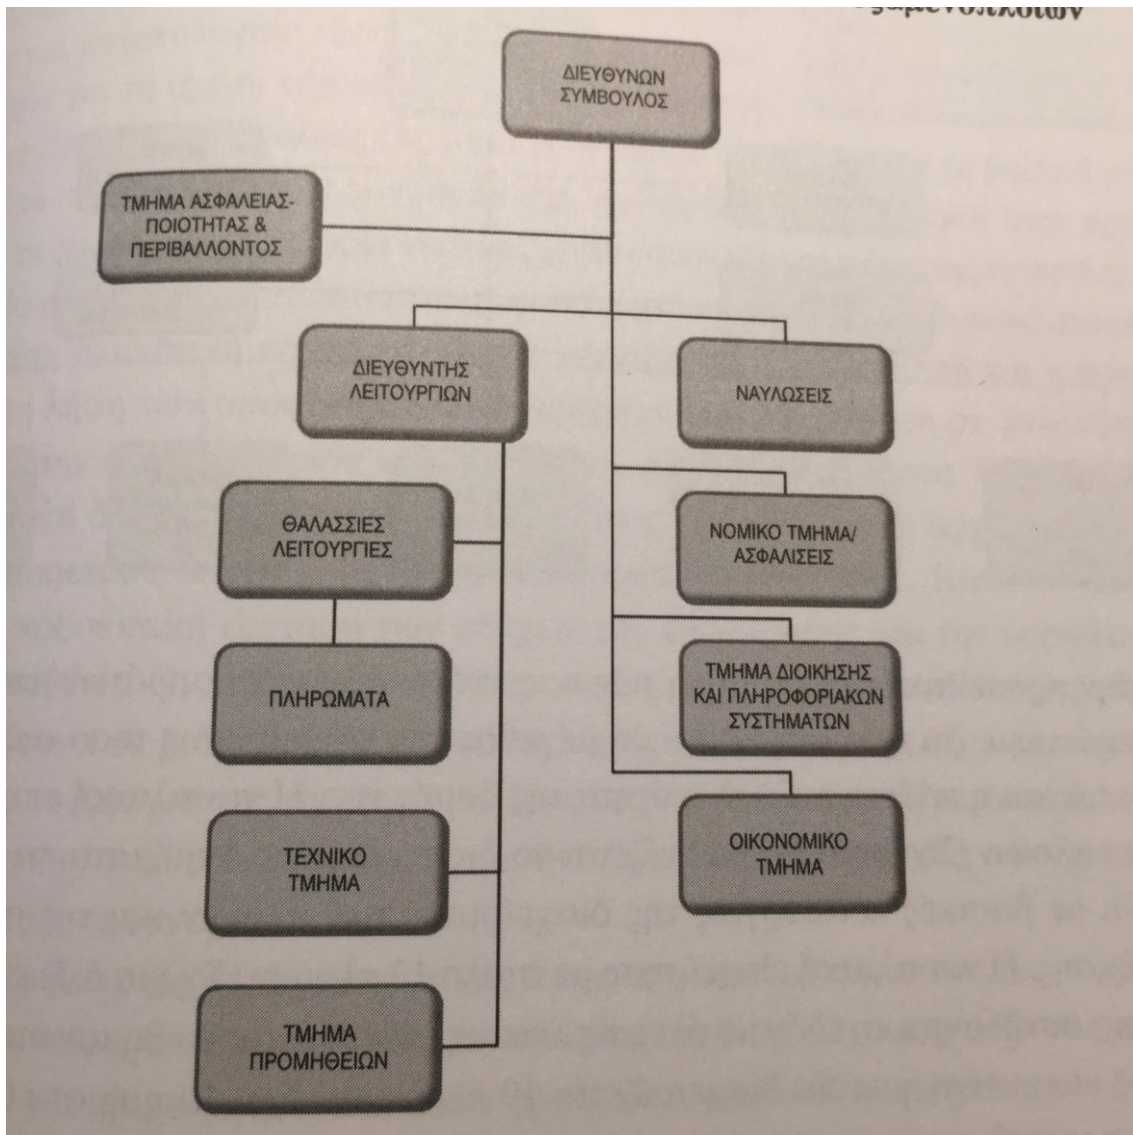 ΔΙΕΥΘΥΝΩΝ
ΣΥΜΒΟΥΛΟΣ
ΤΜΗΜΑ ΑΣΦΑΛΕΙΑΣ-
ΠΟΙΟΤΗΤΑΣ &
ΠΕΡΙΒΑΛΛΟΝΤΟΣ
ΔΙΕΥΘΥΝΤΗΣ
ΛΕΙΤΟΥΡΓΙΩΝ
ΝΑΥΛΩΣΕΙΣ
ΘΑΛΑΣΣΙΕΣ
ΛΕΙΤΟΥΡΓΙΕΣ
ΝΟΜΙΚΟ ΤΜΗΜΑ/
ΑΣΦΑΛΙΣΕΙΣ
ΠΛΗΡΩΜΑΤΑ
ΤΜΗΜΑ ΔΙΟΙΚΗΣΗΣ
ΚΑΙ ΠΛΗΡΟΦΟΡΙΑΚΩΝ
ΣΥΣΤΗΜΑΤΩΝ
ΤΕΧΝΙΚΟ
ΤΜΗΜΑ
ΟΙΚΟΝΟΜΙΚΟ
ΤΜΗΜΑ
ΤΜΗΜΑ
ΠΡΟΜΗΘΕΙΩΝ